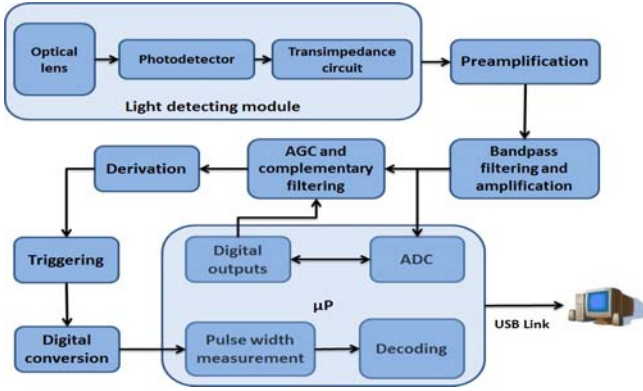 Optical
lens
Photodetector
Transimpedance
circuit
Light detecting module
Preamplification
Bandpass
filtering and
amplification
AGC and
complementary
filtering
Derivation
Triggering
Digital
conversion
Digital
outputs
ADC
μP
Pulse width
measurement
Decoding
USB Link